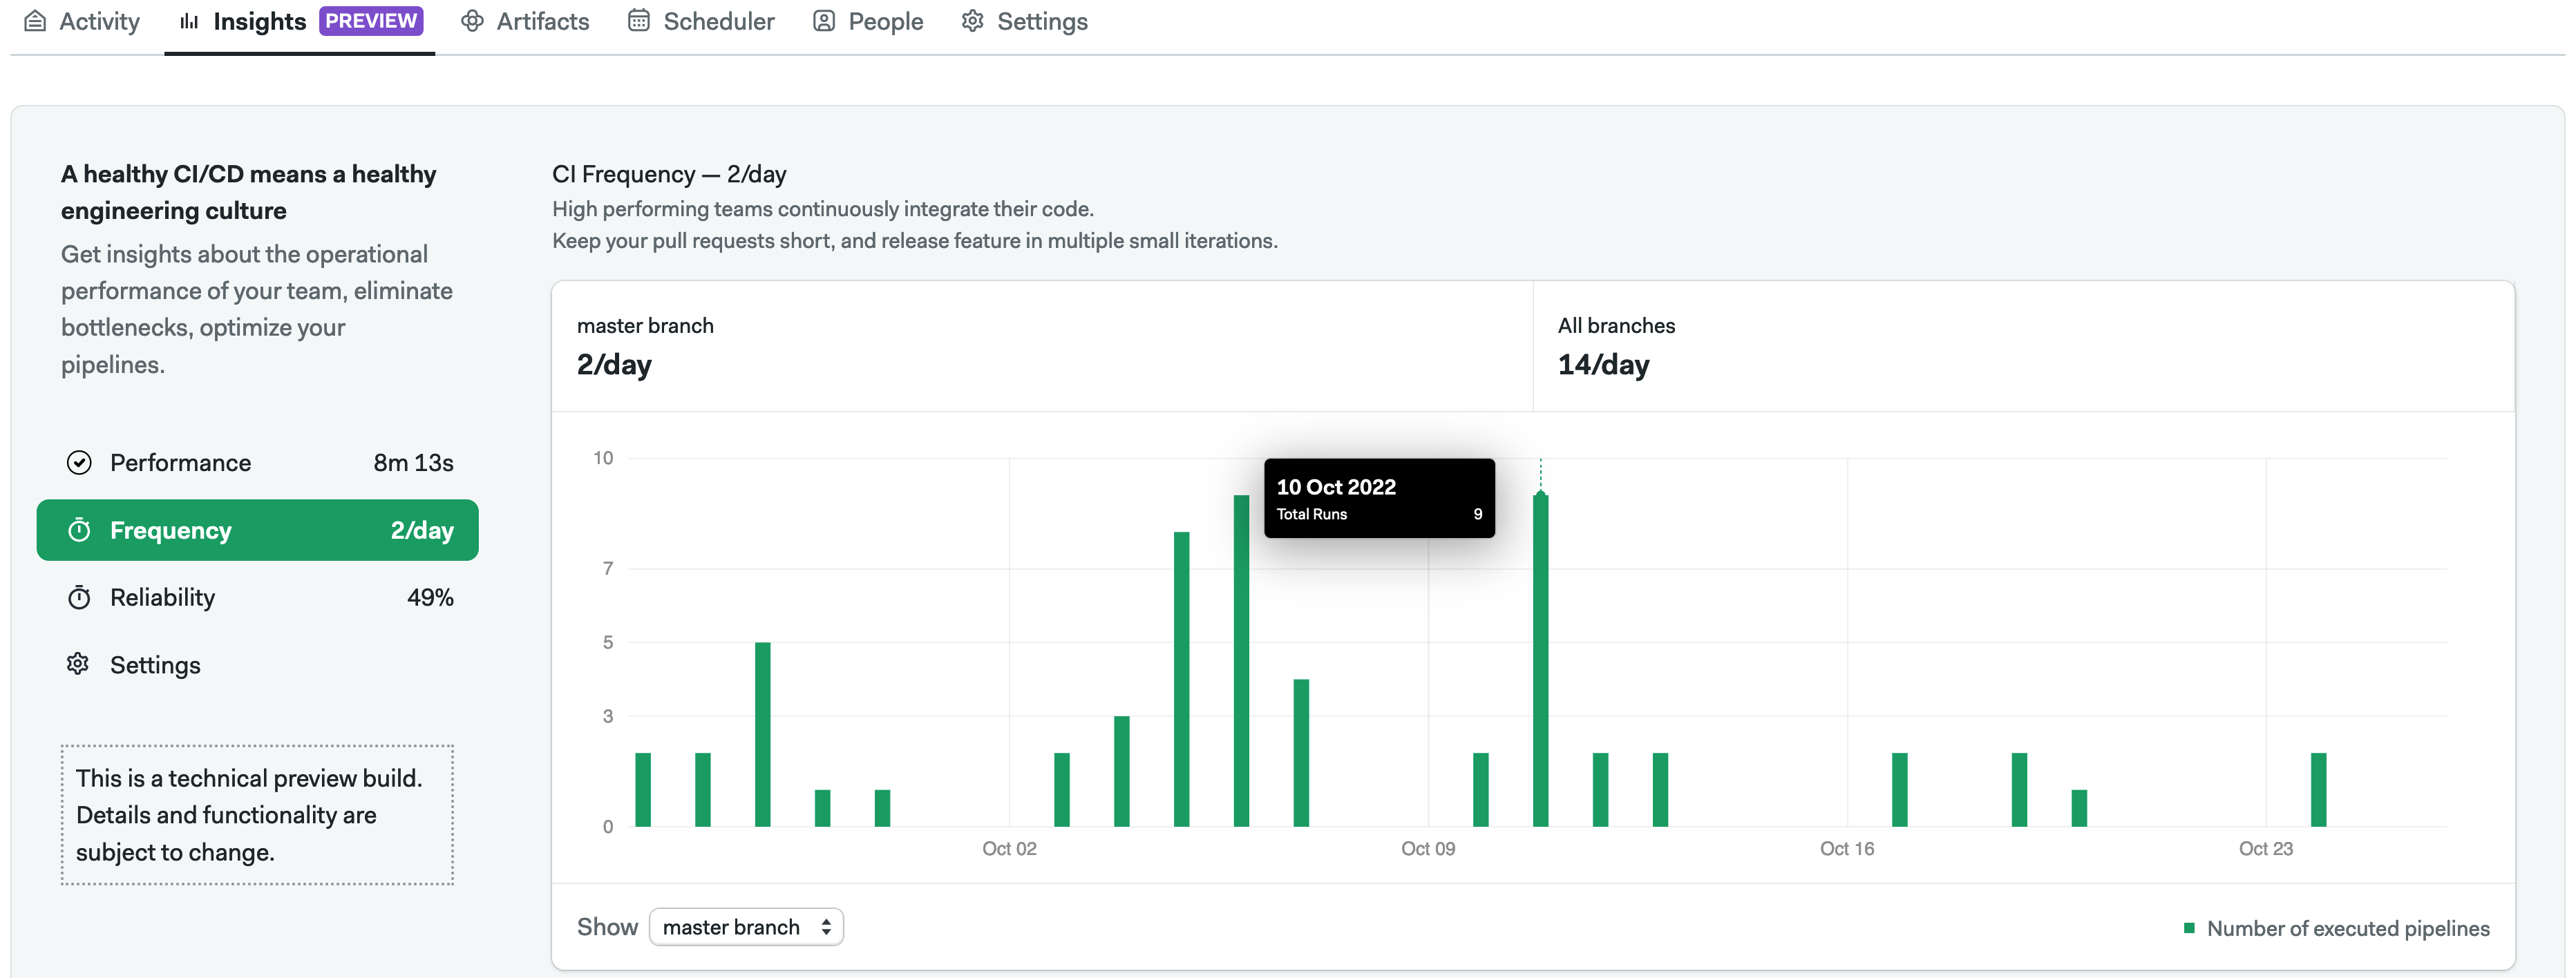 Activity
Insights PREVIEW
Artifacts
Scheduler
People
Settings
A healthy CI/CD means a healthy
engineering culture
Get insights about the operational
performance of your team, eliminate
bottlenecks, optimize your
pipelines.
Performance 8m 13s
Frequency 2/day
Reliability 49%
Settings
This is a technical preview build.
Details and functionality are
subject to change.
CI Frequency — 2/day
High performing teams continuously integrate their code.
Keep your pull requests short, and release feature in multiple small iterations.
master branch
2/day
All branches
14/day
10
7
5
3
0
10 Oct 2022
Total Runs 9
Oct 02
Oct 09
Oct 16
Oct 23
Show master branch
Number of executed pipelines